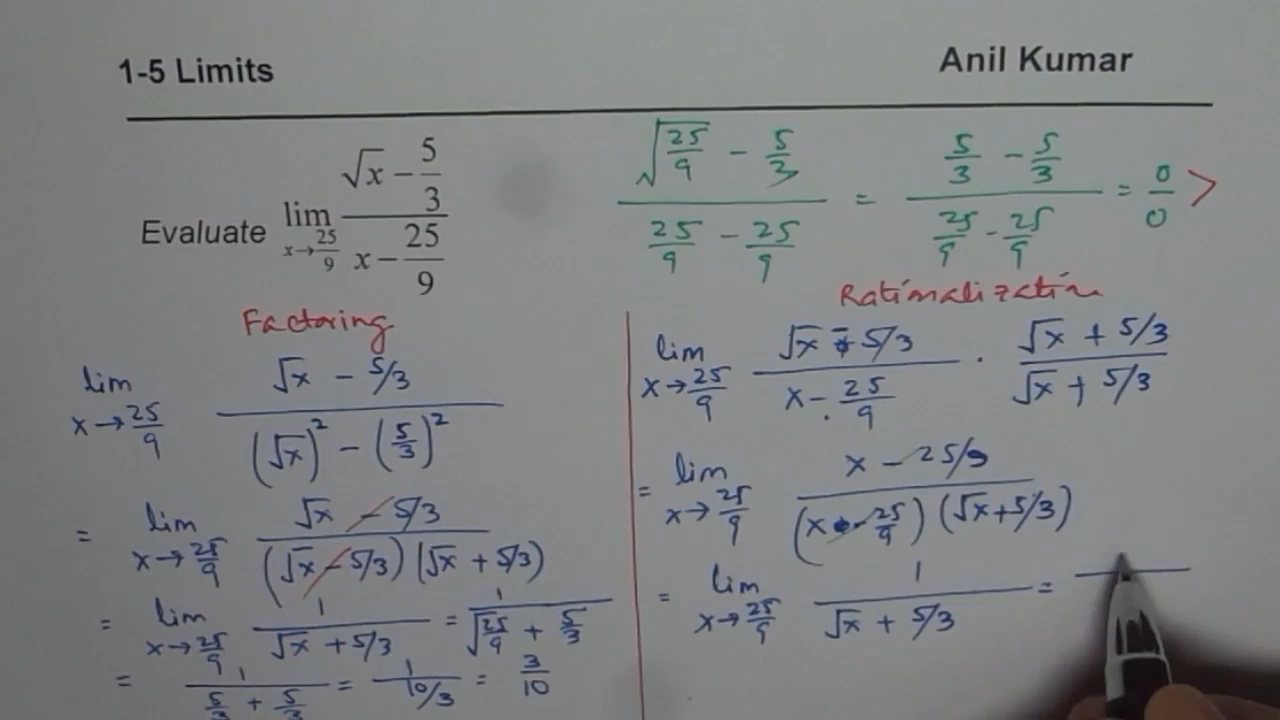 1-5 Limits
Anil Kumar
Evaluate lim x→25/9 (√x − 5/3)/(x − 25/9)
(√(25/9) − 5/3)/(25/9 − 25/9) = (5/3 − 5/3)/(25/9 − 25/9) = 0/0 >
Factoring
lim x→25/9 (√x − 5/3)/((√x)² − (5/3)²)
= lim x→25/9 (√x − 5/3)/((√x − 5/3)(√x + 5/3))
= lim x→25/9 1/(√x + 5/3) = 1/(√(25/9) + 5/3)
= 1/(5/3 + 5/3) = 1/(10/3) = 3/10
Rationalization
lim x→25/9 (√x − 5/3)/(x − 25/9) · (√x + 5/3)/(√x + 5/3)
= lim x→25/9 (x − 25/9)/((x − 25/9)(√x + 5/3))
= lim x→25/9 1/(√x + 5/3) =